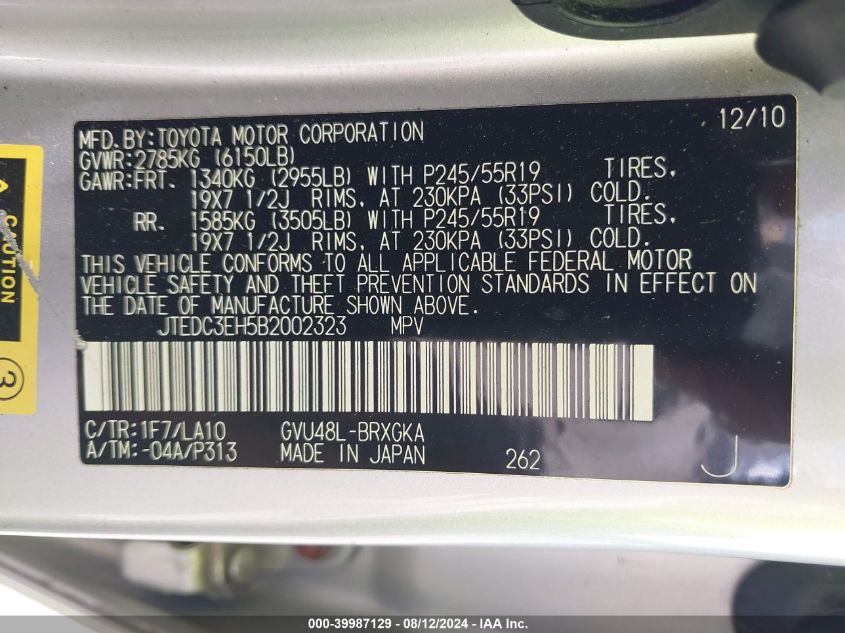 12/10
MFD.BY:TOYOTA MOTOR CORPORATION
GVWR:2785KG (6150LB)
GAWR:FRT. 1340KG (2955LB) WITH P245/55R19 TIRES,
19X7 1/2J RIMS, AT 230KPA (33PSI) COLD.
RR. 1585KG (3505LB) WITH P245/55R19 TIRES,
19X7 1/2J RIMS, AT 230KPA (33PSI) COLD.
THIS VEHICLE CONFORMS TO ALL APPLICABLE FEDERAL MOTOR
VEHICLE SAFETY AND THEFT PREVENTION STANDARDS IN EFFECT ON
THE DATE OF MANUFACTURE SHOWN ABOVE.
JTEDC3EH5B2002323 MPV
C/TR:1F7/LA10 GVU48L-BRXGKA
A/TM:-04A/P313 MADE IN JAPAN 262 J
CAUTION
3
000-39987129 - 08/12/2024 - IAA Inc.